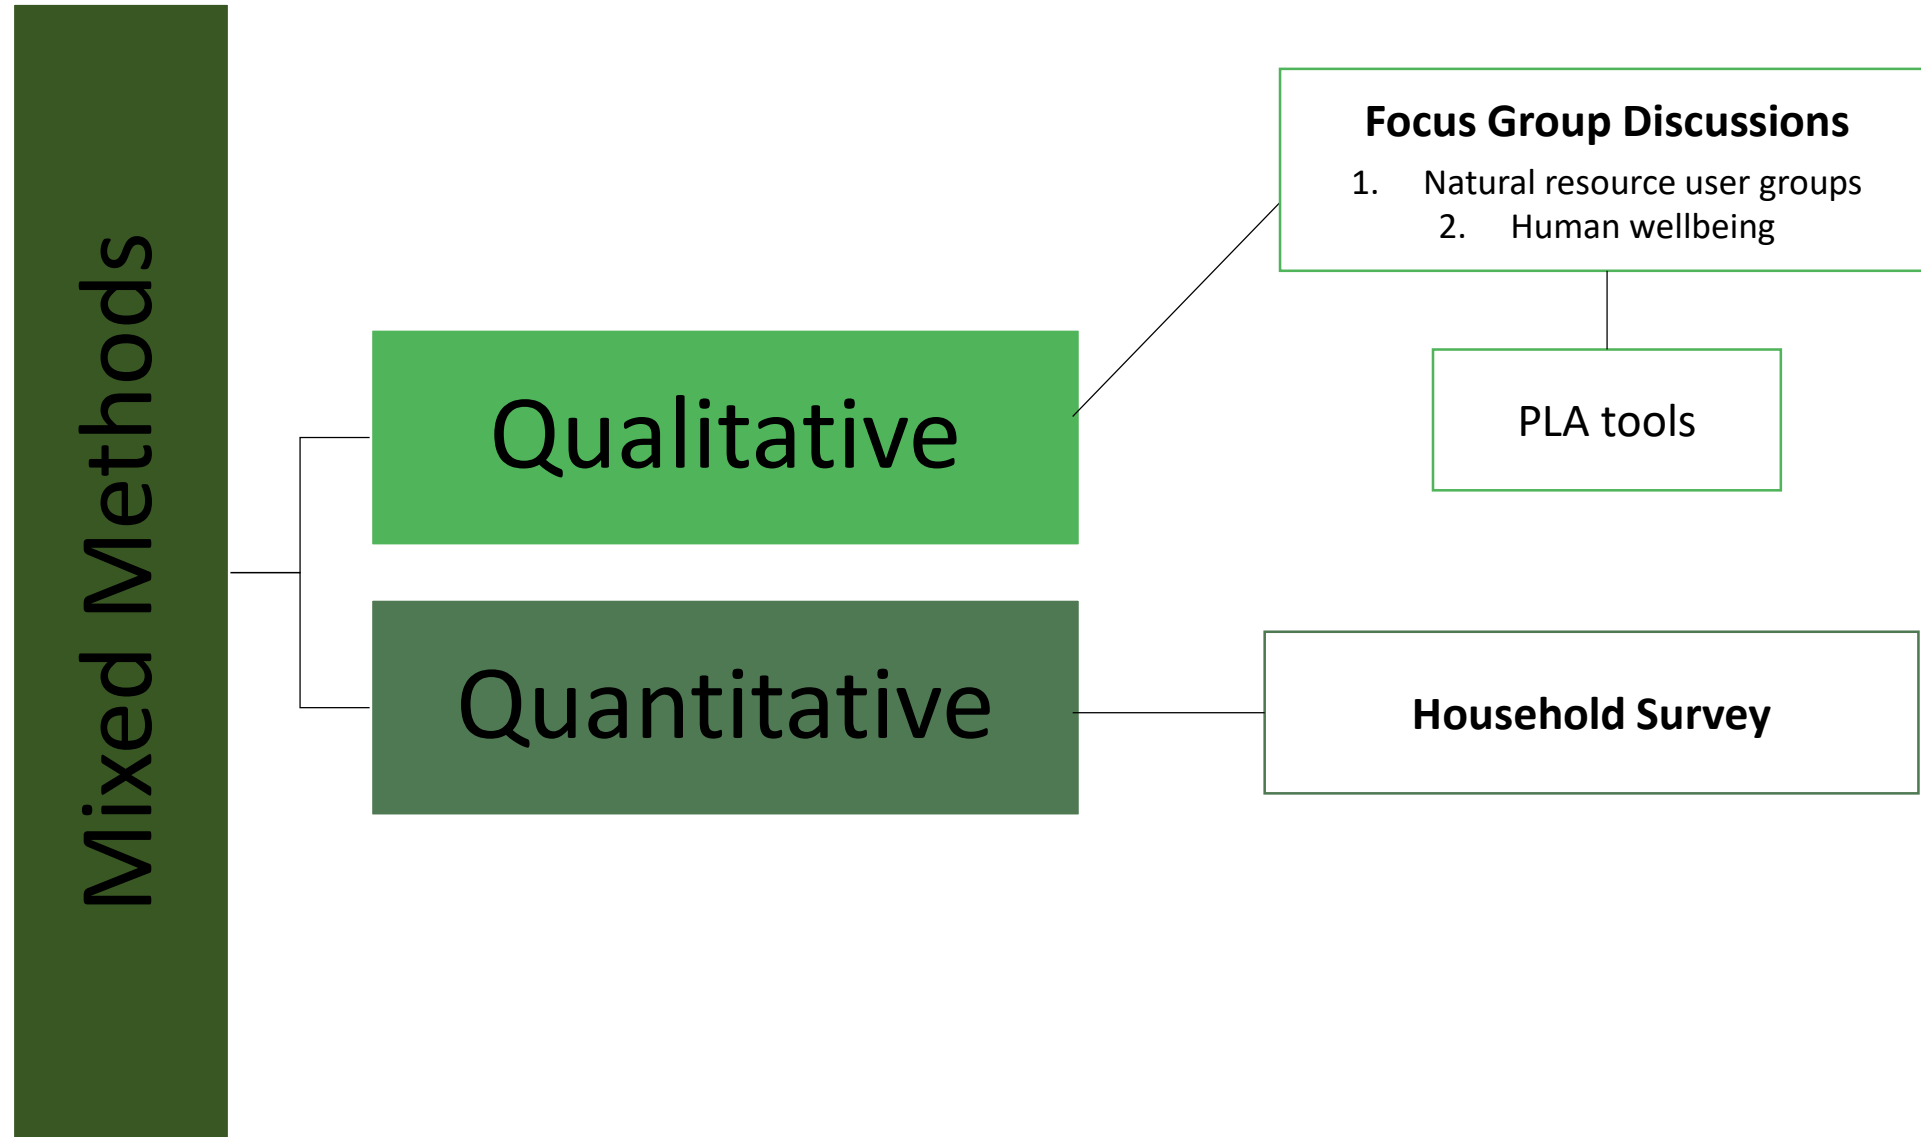 Mixed Methods
Qualitative
Quantitative
Focus Group Discussions
1. Natural resource user groups
2. Human wellbeing
PLA tools
Household Survey